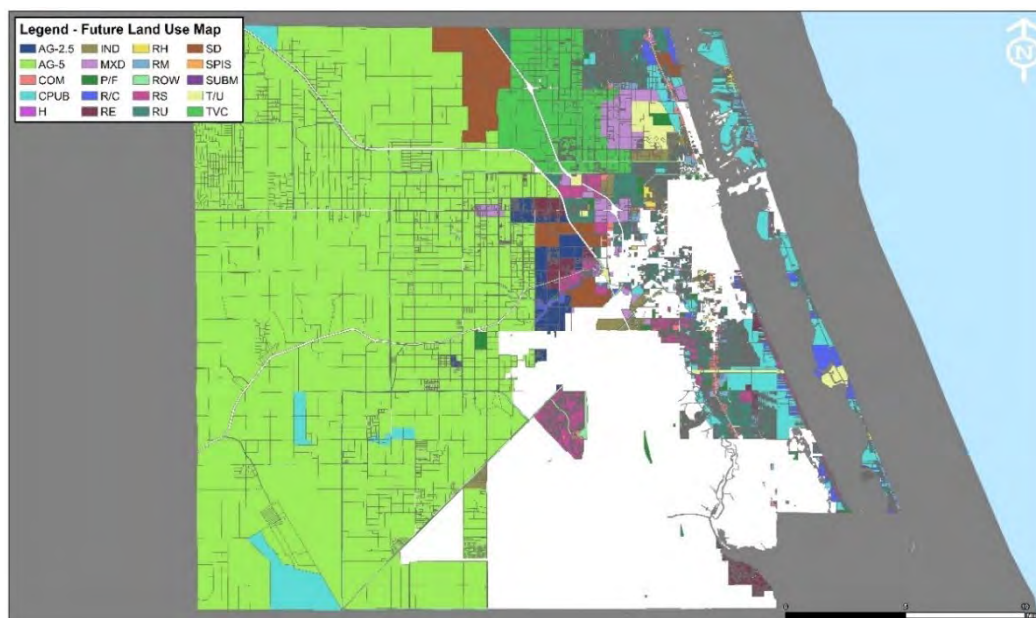 Legend - Future Land Use Map
AG-2.5 IND RH SD
AG-5 MXD RM SPIS
COM P/F ROW SUBM
CPUB R/C RS T/U
H RE RU TVC
N